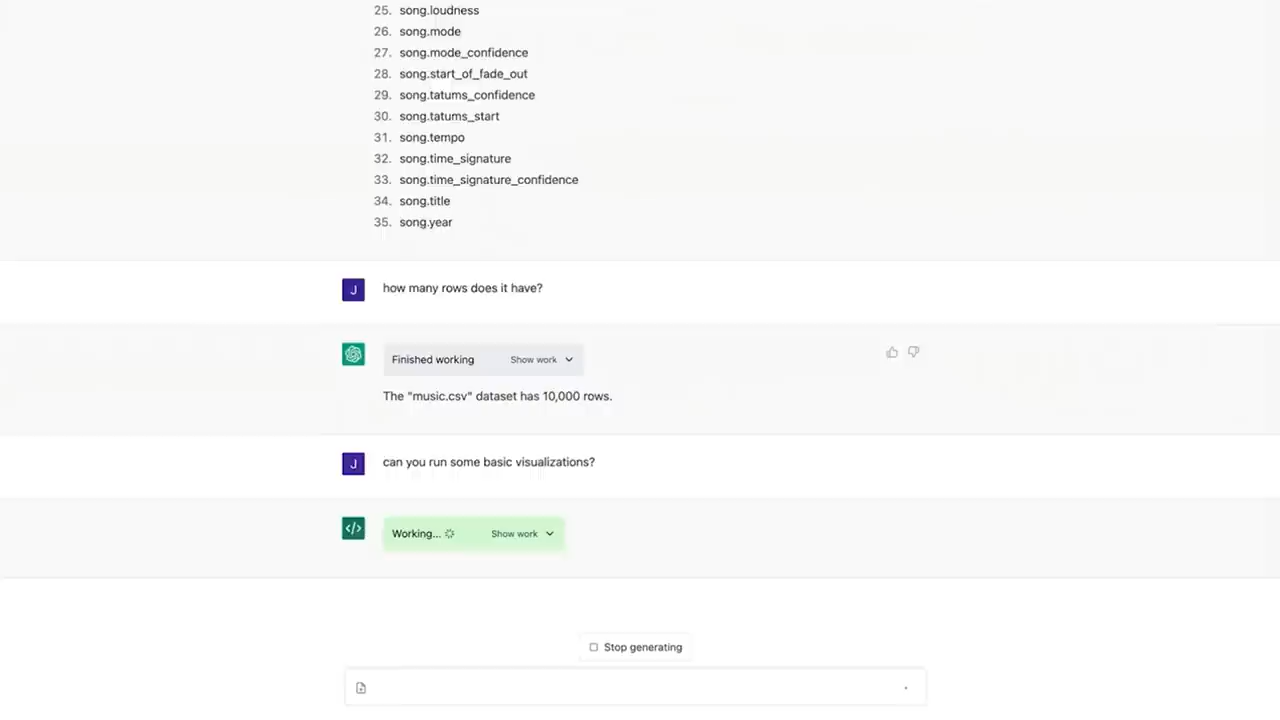 25. song.loudness
26. song.mode
27. song.mode_confidence
28. song.start_of_fade_out
29. song.tatums_confidence
30. song.tatums_start
31. song.tempo
32. song.time_signature
33. song.time_signature_confidence
34. song.title
35. song.year
J how many rows does it have?
Finished working Show work
The "music.csv" dataset has 10,000 rows.
J can you run some basic visualizations?
</> Working... Show work
Stop generating